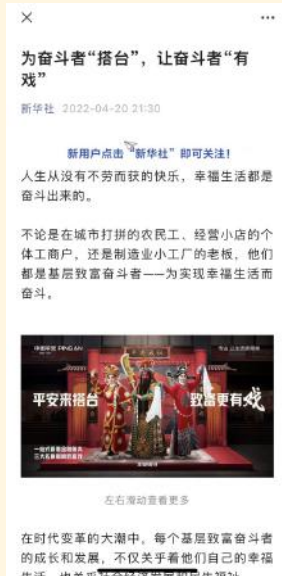 为奋斗者“搭台”，让奋斗者“有
戏”
新华社 2022-04-20 21:30
新用户点击“新华社”即可关注！
人生从没有不劳而获的快乐，幸福生活都是
奋斗出来的。
不论是在城市打拼的农民工、经营小店的个
体工商户，还是制造业小工厂的老板，他们
都是基层致富奋斗者——为实现幸福生活而
奋斗。
中国平安 PING AN
专业 让生活更简单
平安来搭台
致富更有戏
左右滑动查看更多
在时代变革的大潮中，每个基层致富奋斗者
的成长和发展，不仅关乎着他们自己的幸福